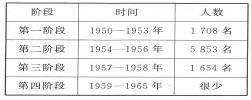 阶段 时间 人数
第一阶段 1950—1953 年 1 708 名
第二阶段 1954—1956 年 5 853 名
第三阶段 1957—1958 年 1 654 名
第四阶段 1959—1965 年 很少